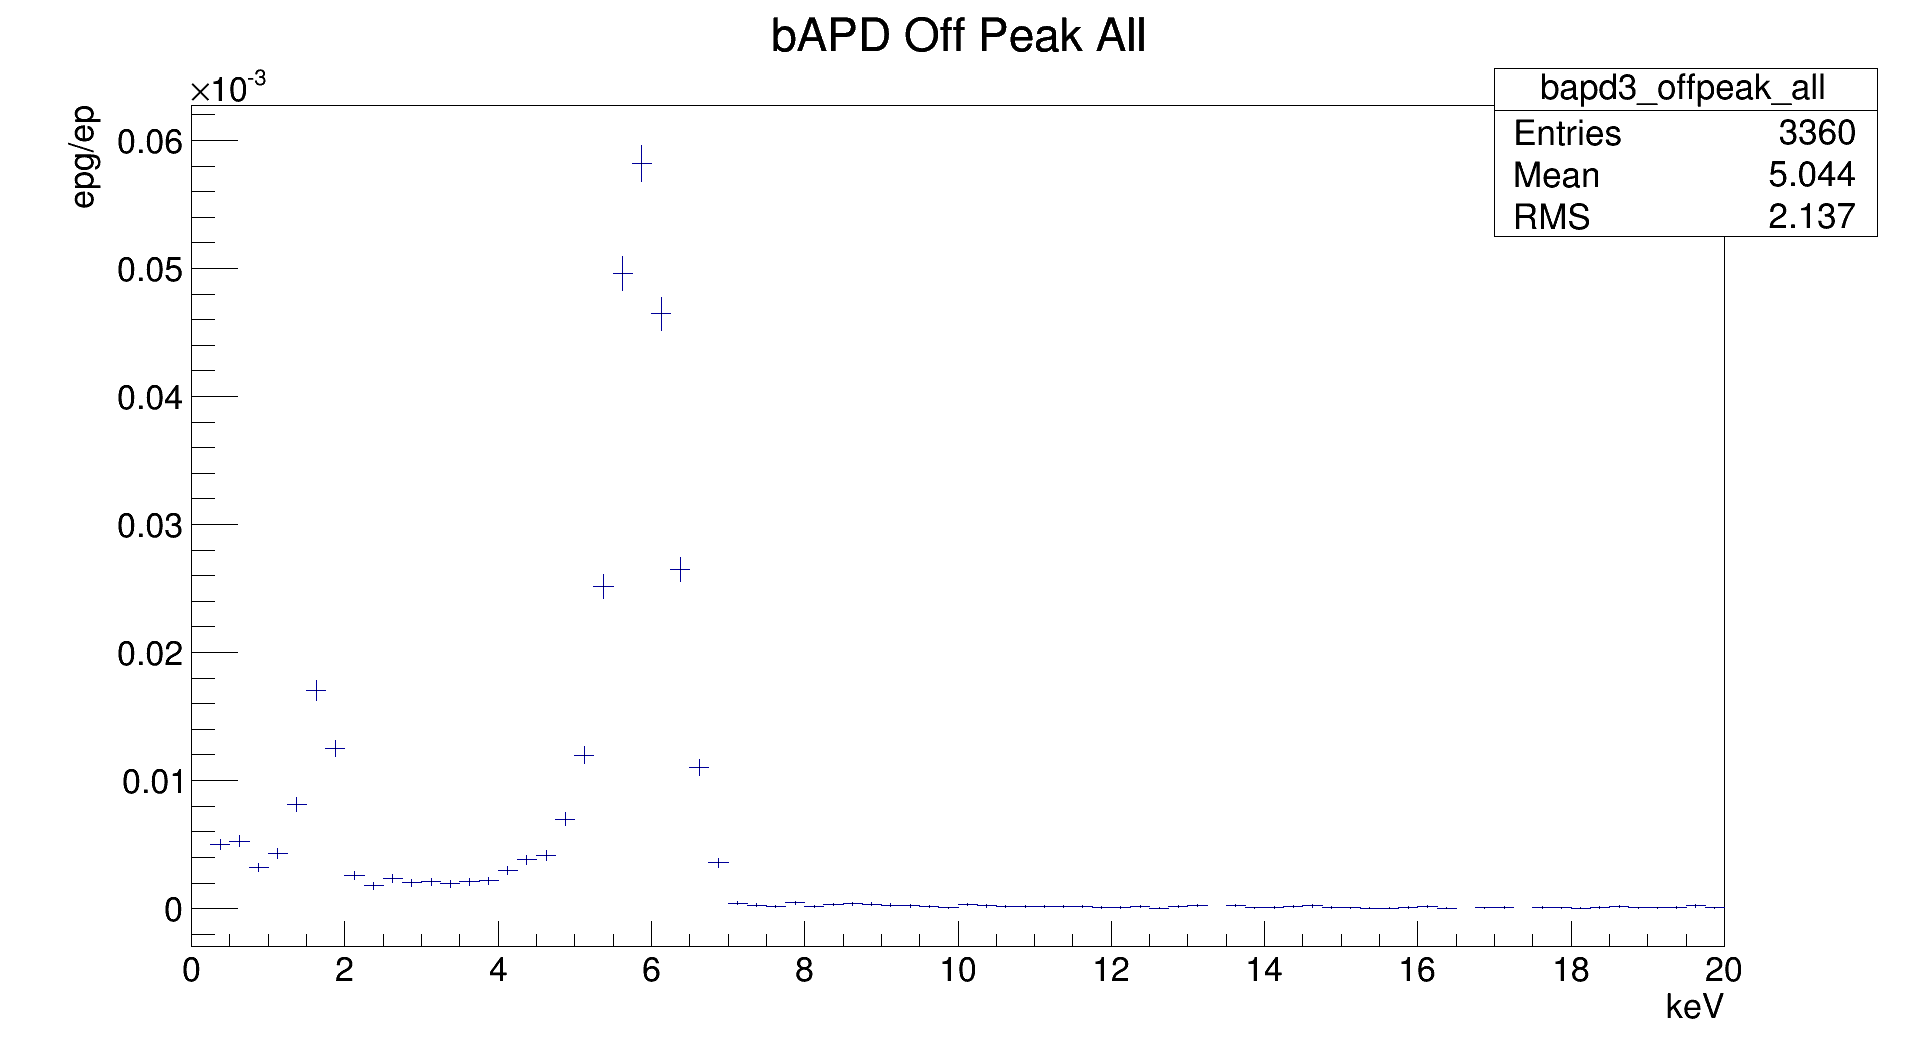 bAPD Off Peak All
×10-3
epg/ep
bapd3_offpeak_all
Entries 3360
Mean 5.044
RMS 2.137
0.06
0.05
0.04
0.03
0.02
0.01
0
0 2 4 6 8 10 12 14 16 18 20
keV